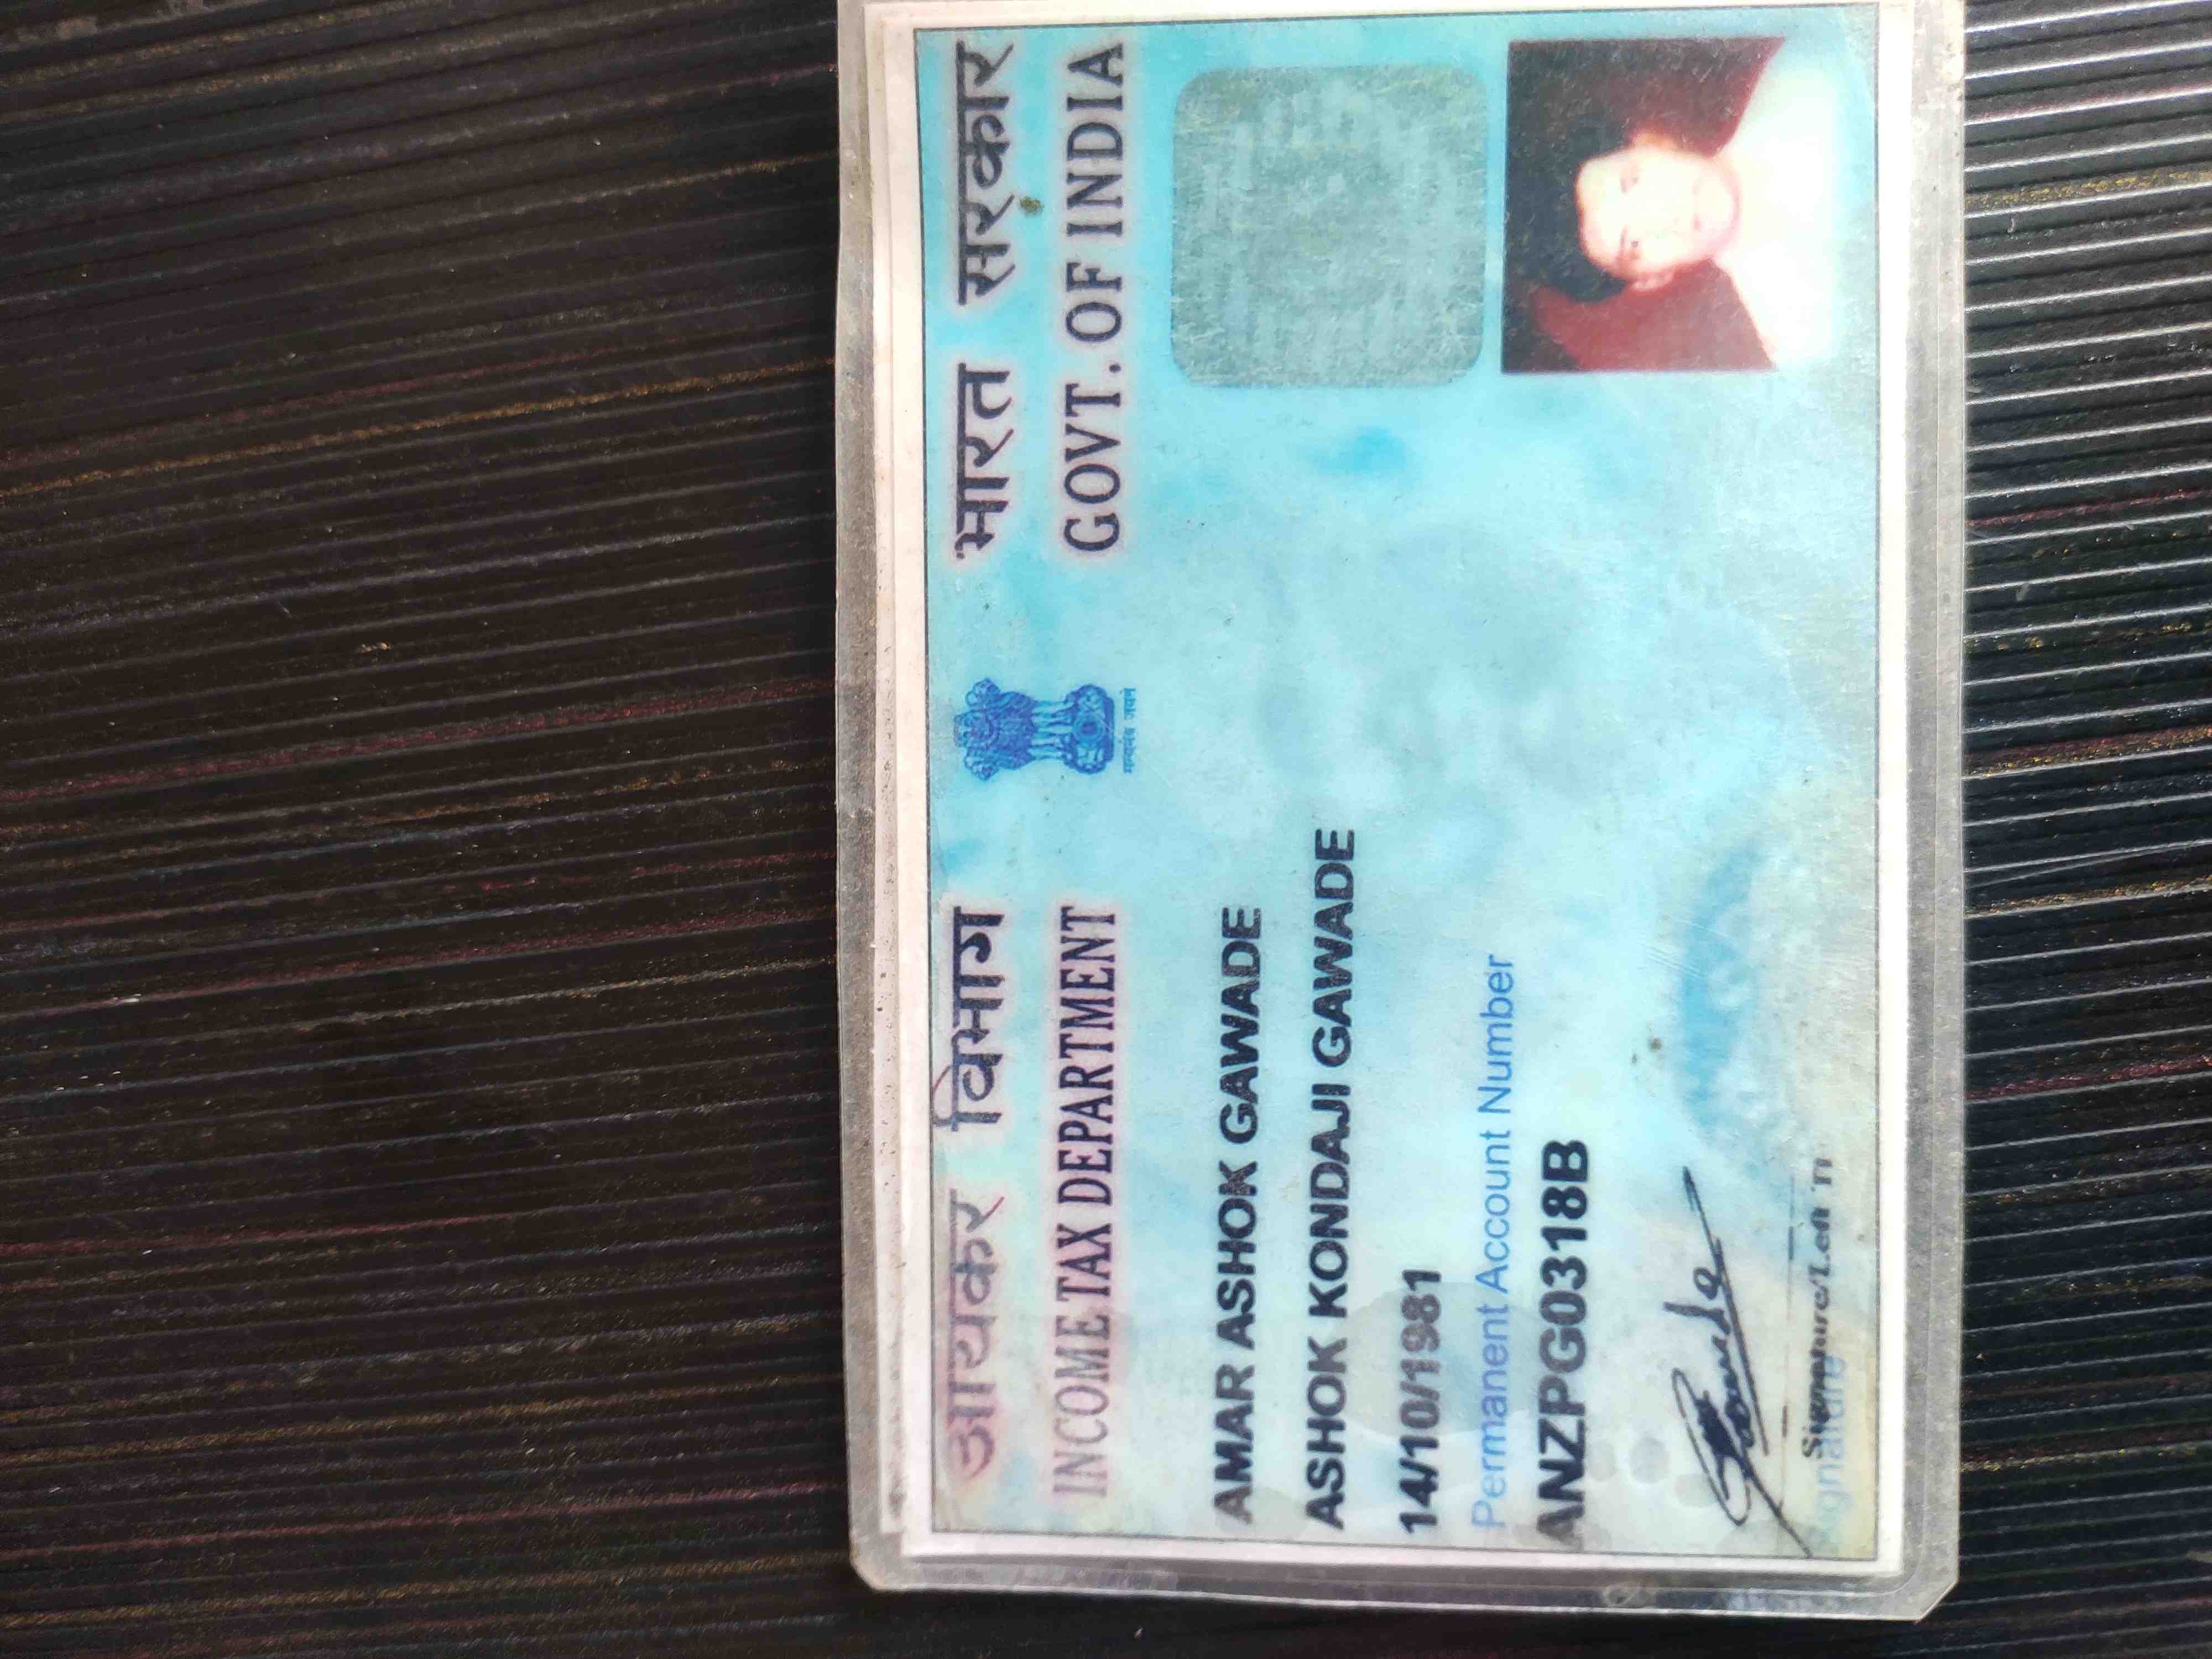 आयकर विभाग
INCOME TAX DEPARTMENT
सत्यमेव जयते
भारत सरकार
GOVT. OF INDIA
AMAR ASHOK GAWADE
ASHOK KONDAJI GAWADE
14/10/1981
Permanent Account Number
ANZPG0318B
Gawade